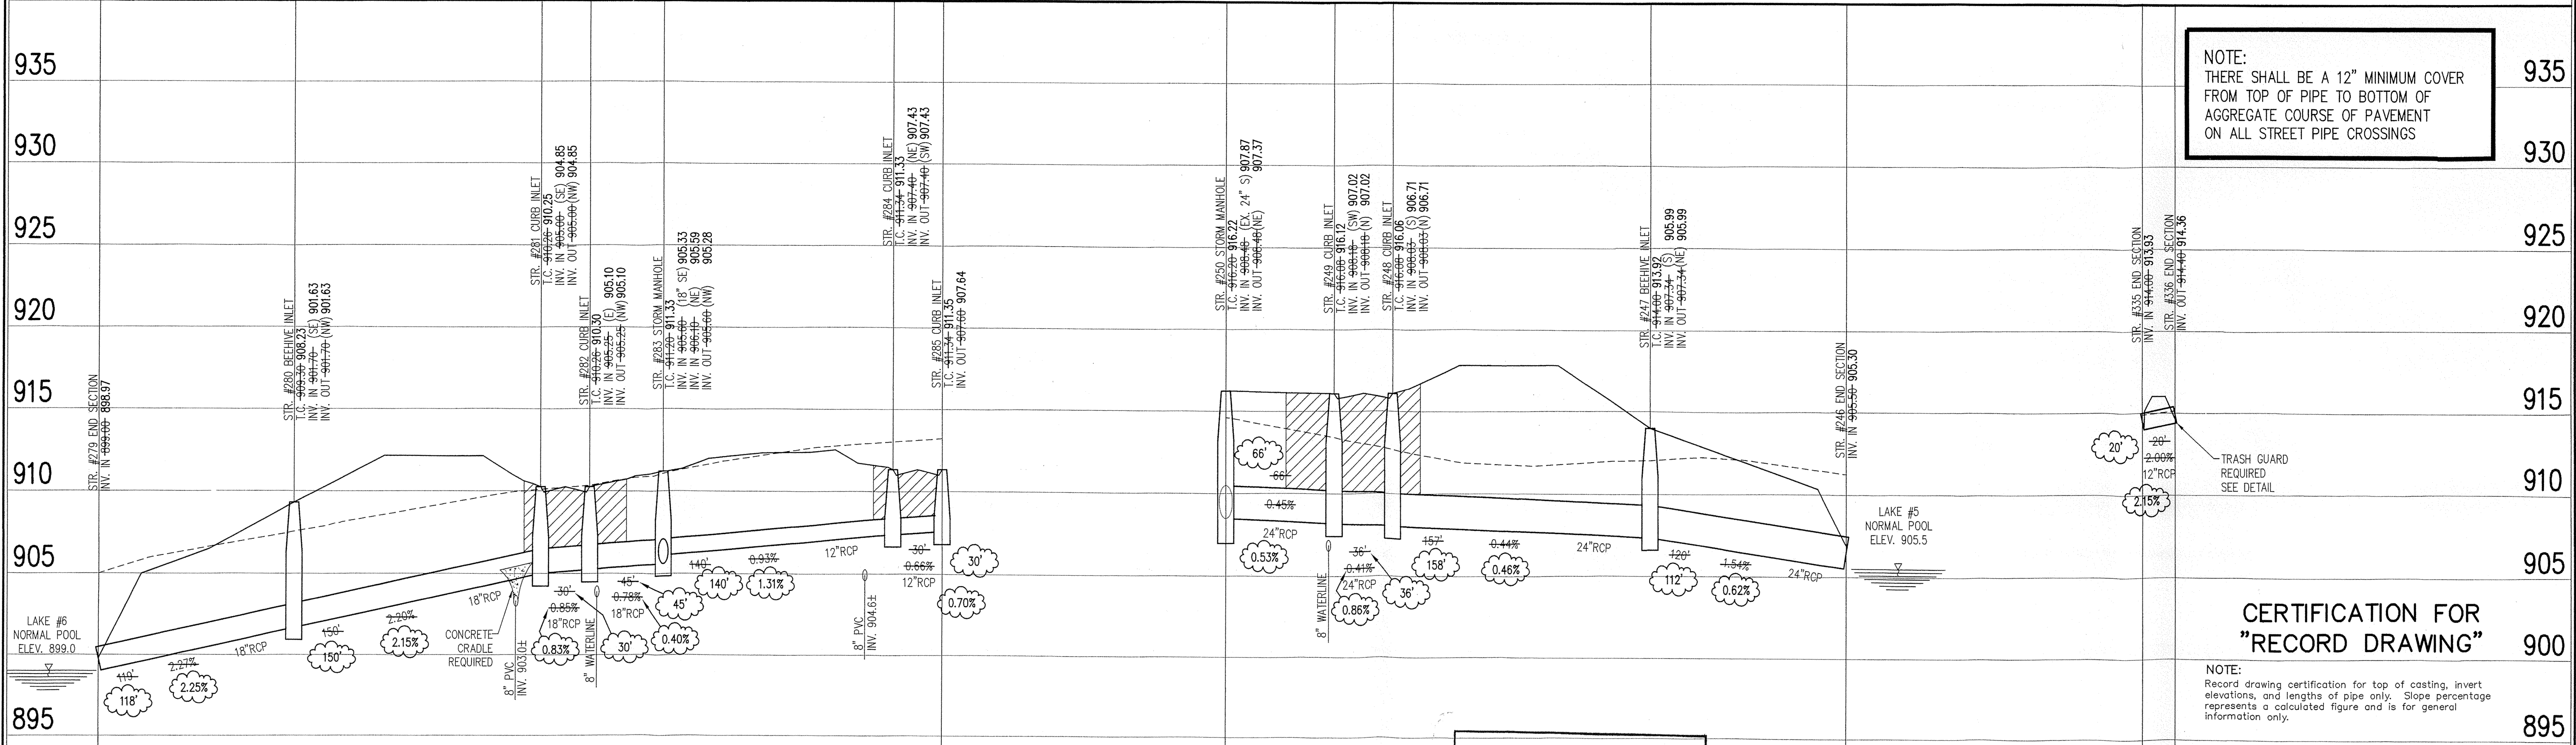 935
930
925
920
915
910
905
900
895
STR. #279 END SECTION
INV. IN 899.00 898.97
STR. #280 BEEHIVE INLET
T.C. 909.30 908.23
INV. IN 901.70 (SE) 901.63
INV. OUT 901.70 (NW) 901.63
STR. #281 CURB INLET
T.C. 910.26 910.25
INV. IN 905.00 (SE) 904.85
INV. OUT 905.00 (NW) 904.85
STR. #282 CURB INLET
T.C. 910.26 910.30
INV. IN 905.25 (E) 905.10
INV. OUT 905.25 (NW) 905.10
STR. #283 STORM MANHOLE
T.C. 911.20 911.33
INV. IN 905.60 (18" SE) 905.33
INV. IN 906.10 (NE) 905.59
INV. OUT 905.60 (NW) 905.28
STR. #284 CURB INLET
T.C. 911.34 911.33
INV. IN 907.40 (NE) 907.43
INV. OUT 907.40 (SW) 907.43
STR. #285 CURB INLET
T.C. 911.34 911.35
INV. OUT 907.60 907.64
LAKE #6
NORMAL POOL
ELEV. 899.0
119'
118'
2.27%
2.25%
18"RCP
150'
150'
2.20%
2.15%
18"RCP
CONCRETE
CRADLE
REQUIRED
8" PVC
INV. 903.0±
30'
0.85%
18"RCP
0.83%
30'
8" WATERLINE
45'
0.78%
18"RCP
45'
0.40%
140'
140'
0.93%
1.31%
12"RCP
8" PVC
INV. 904.6±
30'
0.66%
12"RCP
30'
0.70%
STR. #250 STORM MANHOLE
T.C. 916.20 916.22
INV. IN 908.48 (EX. 24" S) 907.87
INV. OUT 908.48 (NE) 907.37
STR. #249 CURB INLET
T.C. 916.08 916.12
INV. IN 908.18 (SW) 907.02
INV. OUT 908.18 (N) 907.02
STR. #248 CURB INLET
T.C. 916.08 916.06
INV. IN 908.03 (S) 906.71
INV. OUT 908.03 (N) 906.71
STR. #247 BEEHIVE INLET
T.C. 914.00 913.92
INV. IN 907.34 (S) 905.99
INV. OUT 907.34 (NE) 905.99
STR. #246 END SECTION
INV. IN 905.50 905.30
66'
66'
0.45%
24"RCP
0.53%
8" WATERLINE
36'
0.41%
24"RCP
0.86%
36'
157'
158'
0.44%
0.46%
24"RCP
120'
112'
1.54%
0.62%
24"RCP
LAKE #5
NORMAL POOL
ELEV. 905.5
STR. #335 END SECTION
INV. IN 914.00 913.93
STR. #336 END SECTION
INV. OUT 914.40 914.36
20'
20'
2.00%
12"RCP
2.15%
TRASH GUARD
REQUIRED
SEE DETAIL
NOTE:
THERE SHALL BE A 12" MINIMUM COVER
FROM TOP OF PIPE TO BOTTOM OF
AGGREGATE COURSE OF PAVEMENT
ON ALL STREET PIPE CROSSINGS
935
930
925
920
915
910
905
900
895
CERTIFICATION FOR
"RECORD DRAWING"
NOTE:
Record drawing certification for top of casting, invert
elevations, and lengths of pipe only. Slope percentage
represents a calculated figure and is for general
information only.